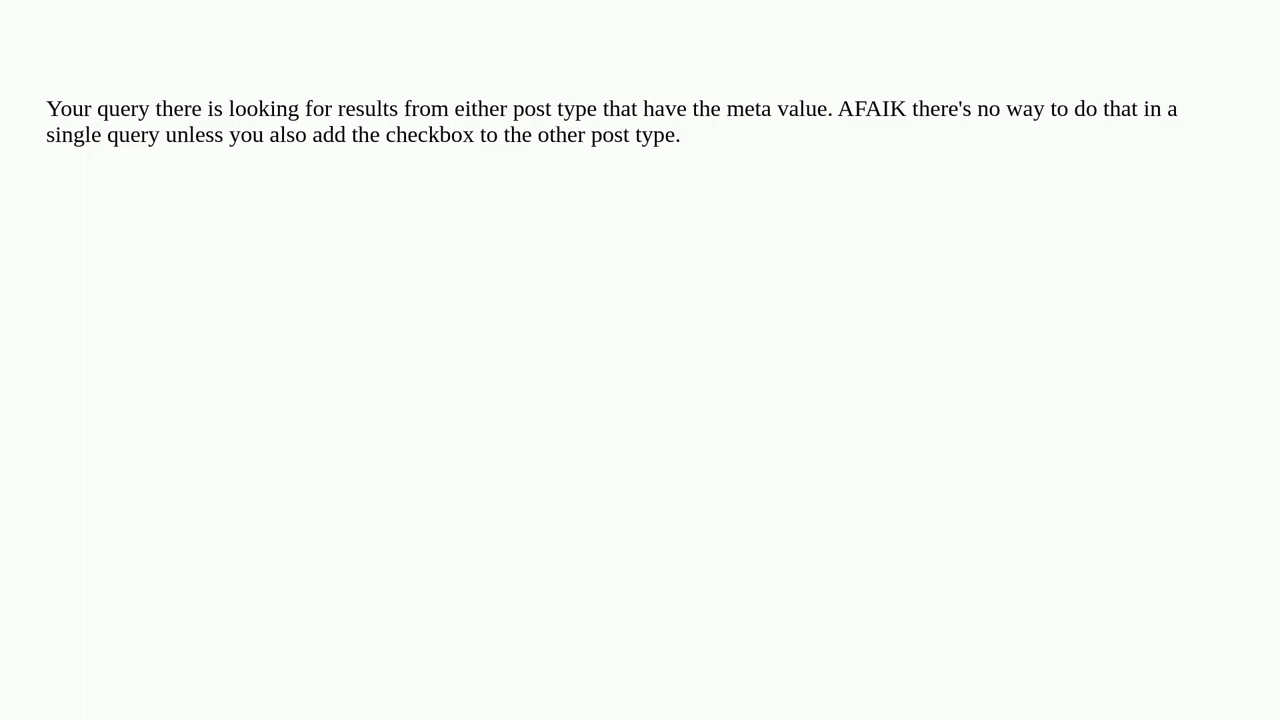 Your query there is looking for results from either post type that have the meta value. AFAIK there's no way to do that in a
single query unless you also add the checkbox to the other post type.